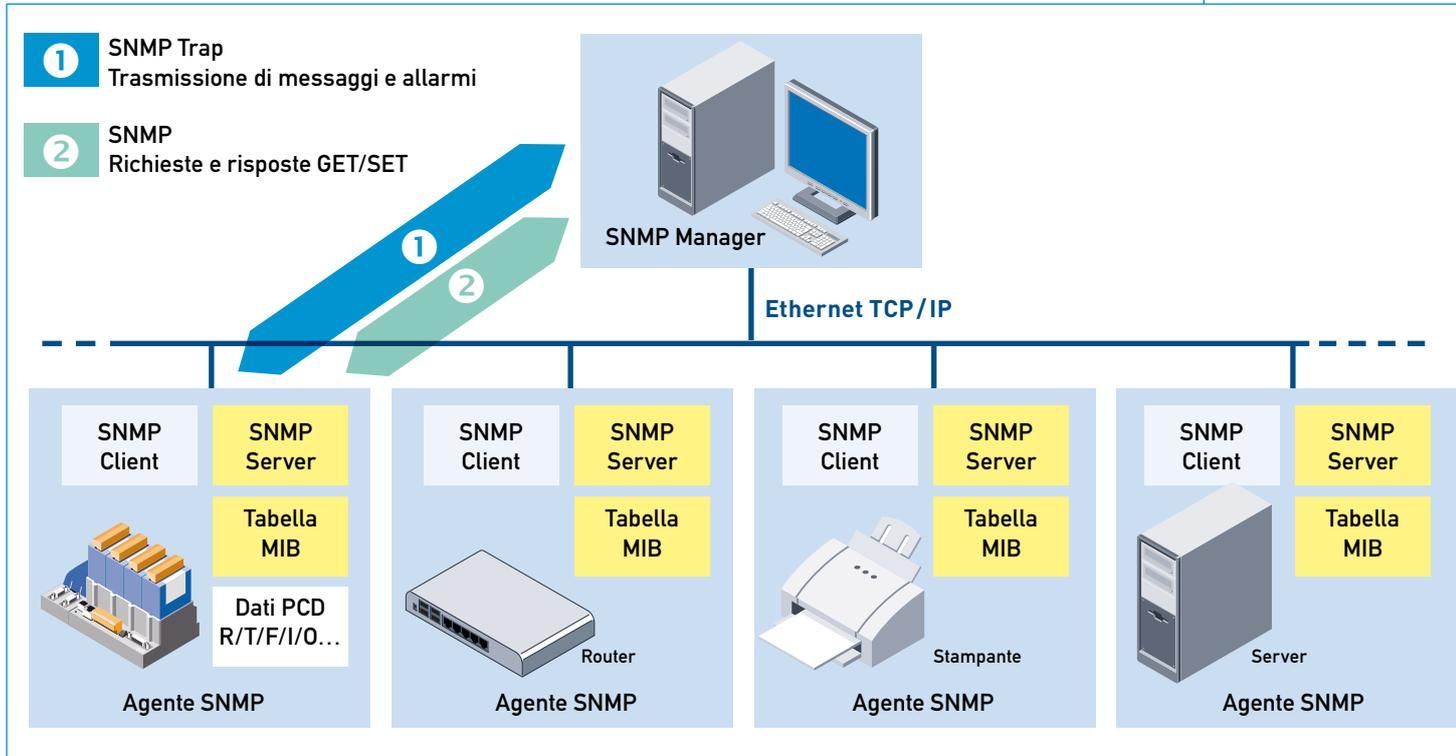 1 SNMP Trap
Trasmissione di messaggi e allarmi
2 SNMP
Richieste e risposte GET/SET
1
2
SNMP Manager
Ethernet TCP/IP
SNMP
Client
SNMP
Server
Tabella
MIB
Dati PCD
R/T/F/I/O...
Agente SNMP
SNMP
Client
SNMP
Server
Tabella
MIB
Router
Agente SNMP
SNMP
Client
SNMP
Server
Tabella
MIB
Stampante
Agente SNMP
SNMP
Client
SNMP
Server
Tabella
MIB
Server
Agente SNMP